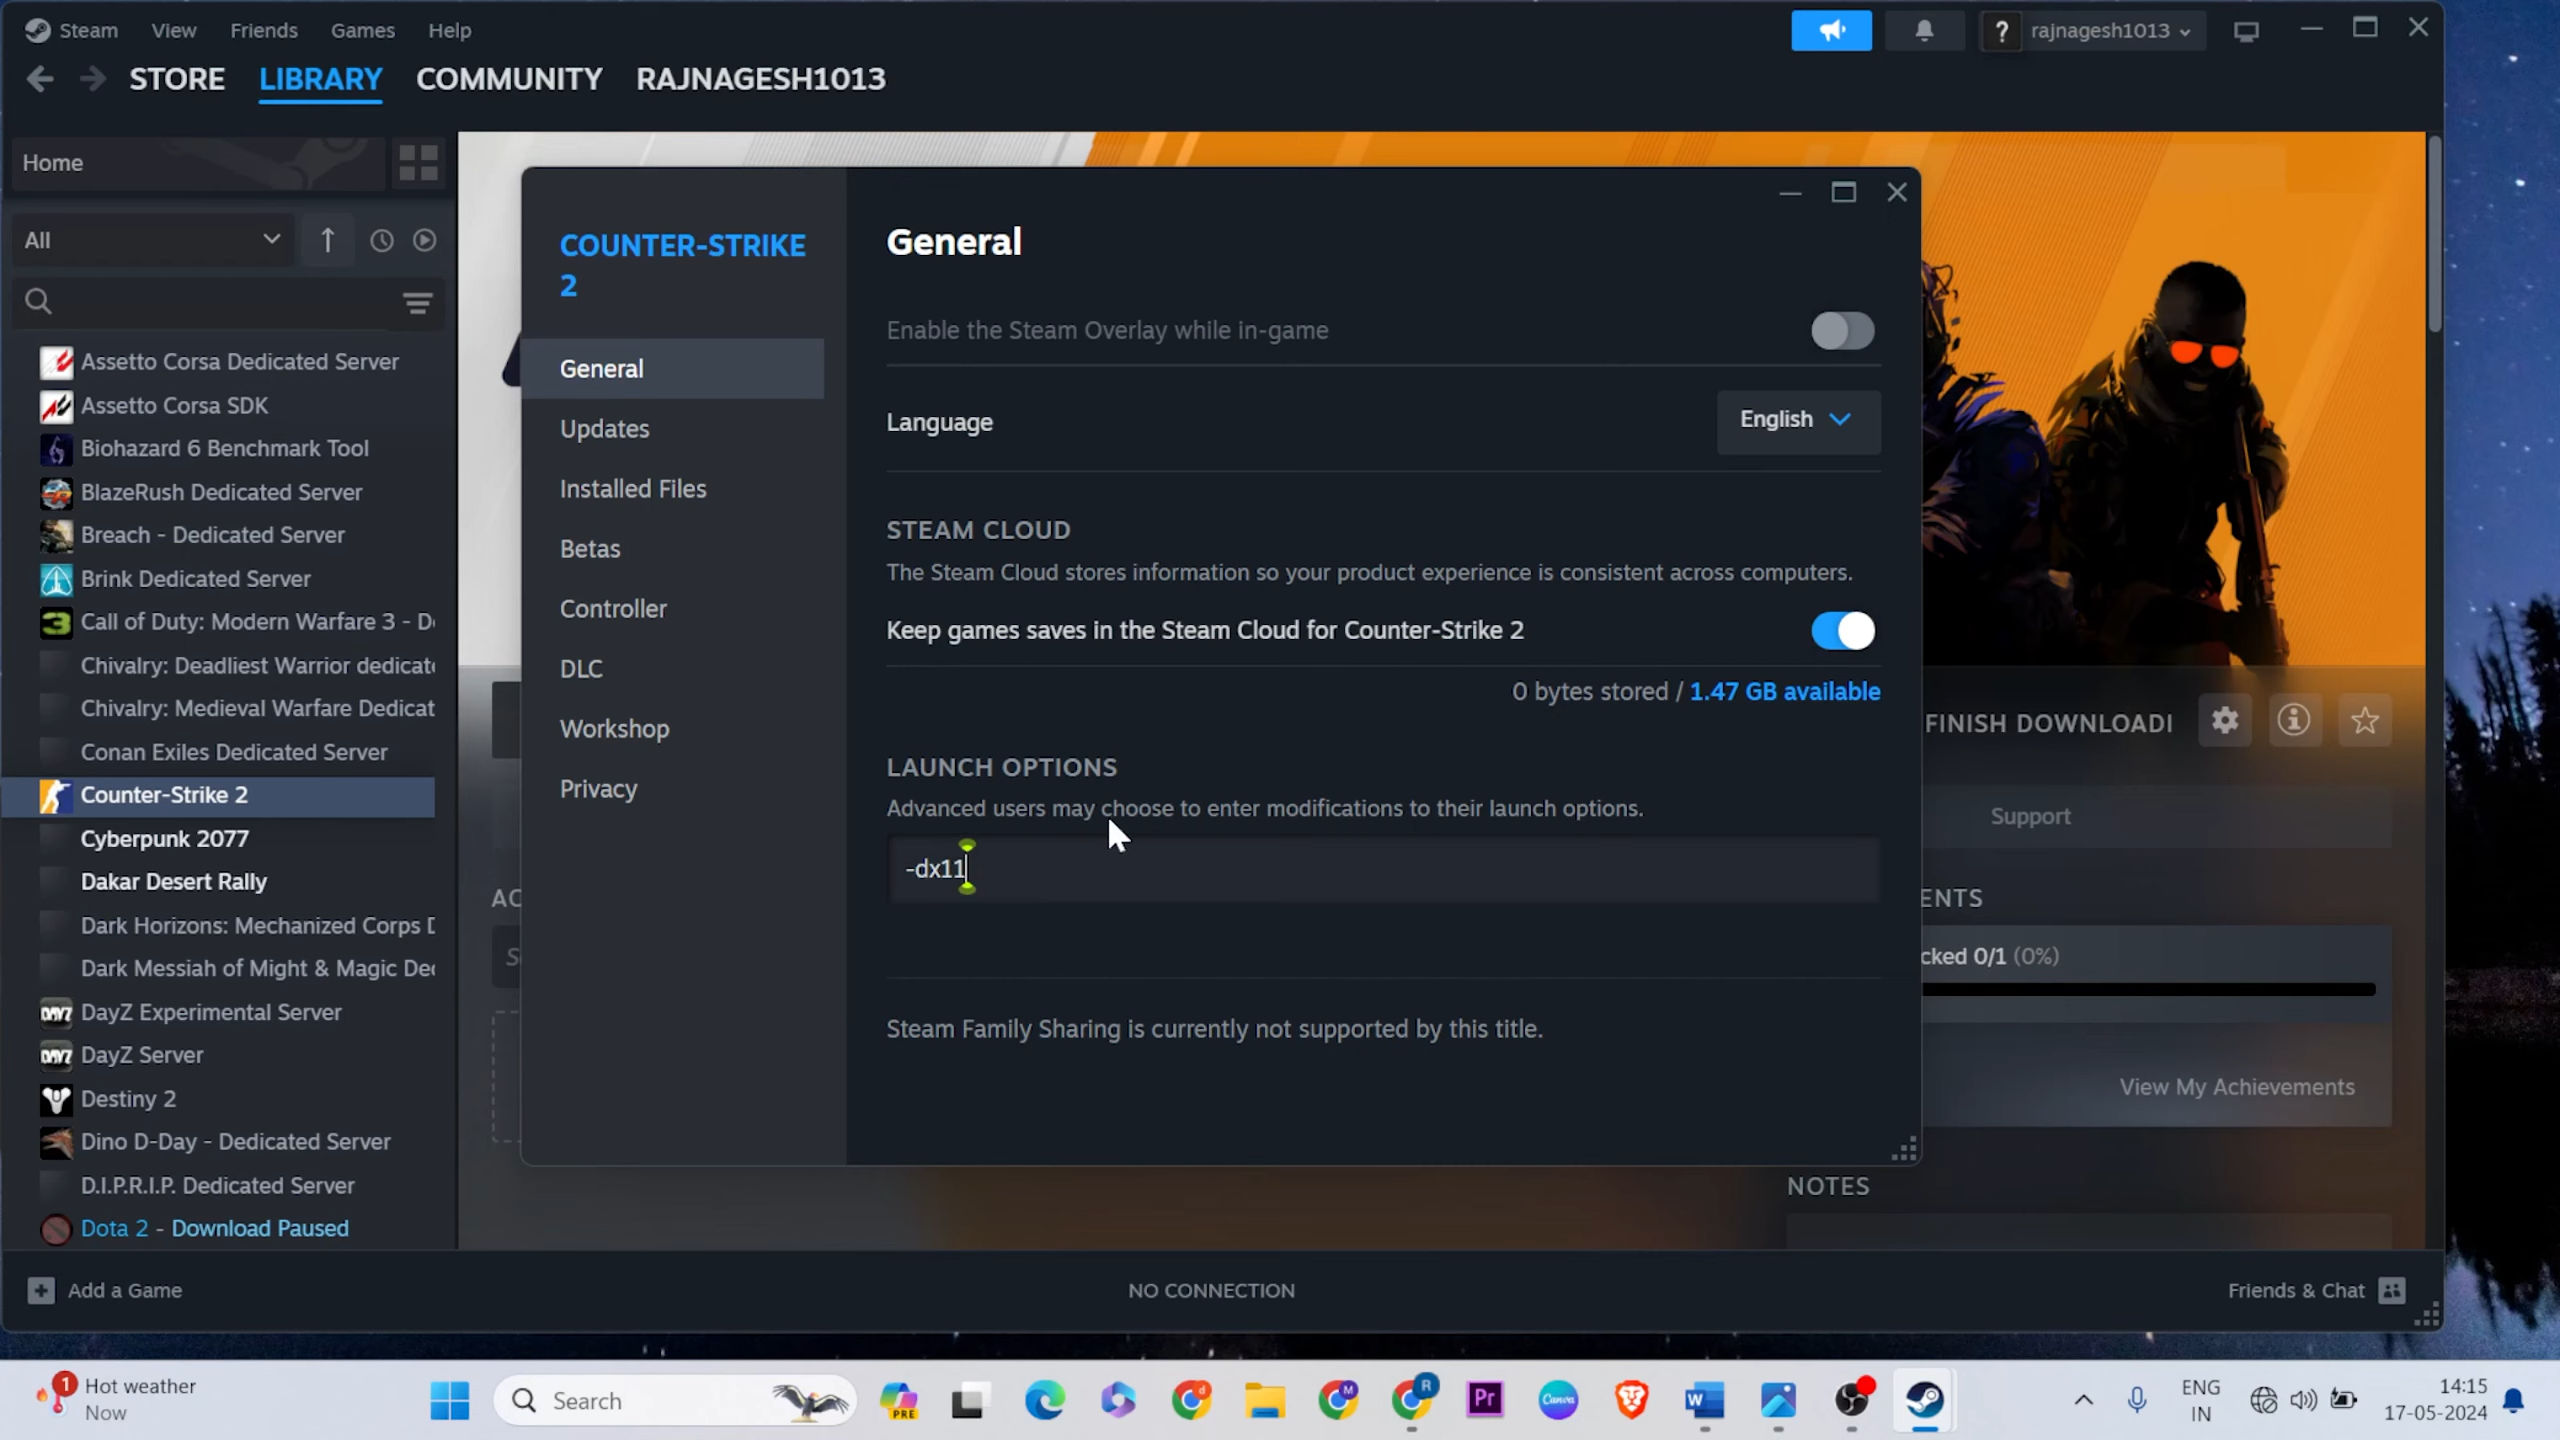 Steam View Friends Games Help
rajnagesh1013
STORE LIBRARY COMMUNITY RAJNAGESH1013
Home
All
Assetto Corsa Dedicated Server
Assetto Corsa SDK
Biohazard 6 Benchmark Tool
BlazeRush Dedicated Server
Breach - Dedicated Server
Brink Dedicated Server
Call of Duty: Modern Warfare 3 - De
Chivalry: Deadliest Warrior dedicate
Chivalry: Medieval Warfare Dedicat
Conan Exiles Dedicated Server
Counter-Strike 2
Cyberpunk 2077
Dakar Desert Rally
Dark Horizons: Mechanized Corps D
Dark Messiah of Might & Magic Dec
DayZ Experimental Server
DayZ Server
Destiny 2
Dino D-Day - Dedicated Server
D.I.P.R.I.P. Dedicated Server
Dota 2 - Download Paused
COUNTER-STRIKE
2
General
Updates
Installed Files
Betas
Controller
DLC
Workshop
Privacy
General
Enable the Steam Overlay while in-game
Language
English
STEAM CLOUD
The Steam Cloud stores information so your product experience is consistent across computers.
Keep games saves in the Steam Cloud for Counter-Strike 2
0 bytes stored / 1.47 GB available
LAUNCH OPTIONS
Advanced users may choose to enter modifications to their launch options.
-dx11
Steam Family Sharing is currently not supported by this title.
FINISH DOWNLOADI
Support
AC
ENTS
cked 0/1 (0%)
View My Achievements
NOTES
Add a Game
NO CONNECTION
Friends & Chat
1
Hot weather
Now
Search
PRE
Pr
Canva
ENG
IN
14:15
17-05-2024